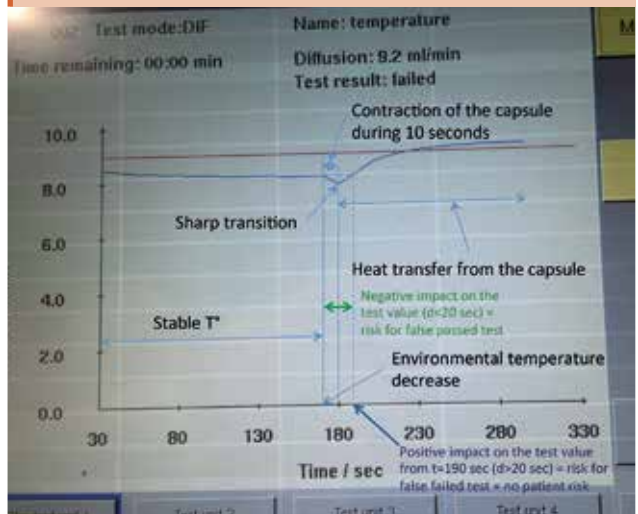 Test mode:DIF
Name: temperature
Time remaining: 00:00 min
Diffusion: 9.2 ml/min
Test result: failed
Contraction of the capsule
during 10 seconds
10.0
8.0
Sharp transition
6.0
Heat transfer from the capsule
4.0
Negative impact on the
test value (d<20 sec) =
risk for false passed test
Stable T°
2.0
Environmental temperature
decrease
0.0
30 80 130 180 230 280 330
Time / sec
Positive impact on the test value
from t=190 sec (d>20 sec) = risk for
false failed test = no patient risk